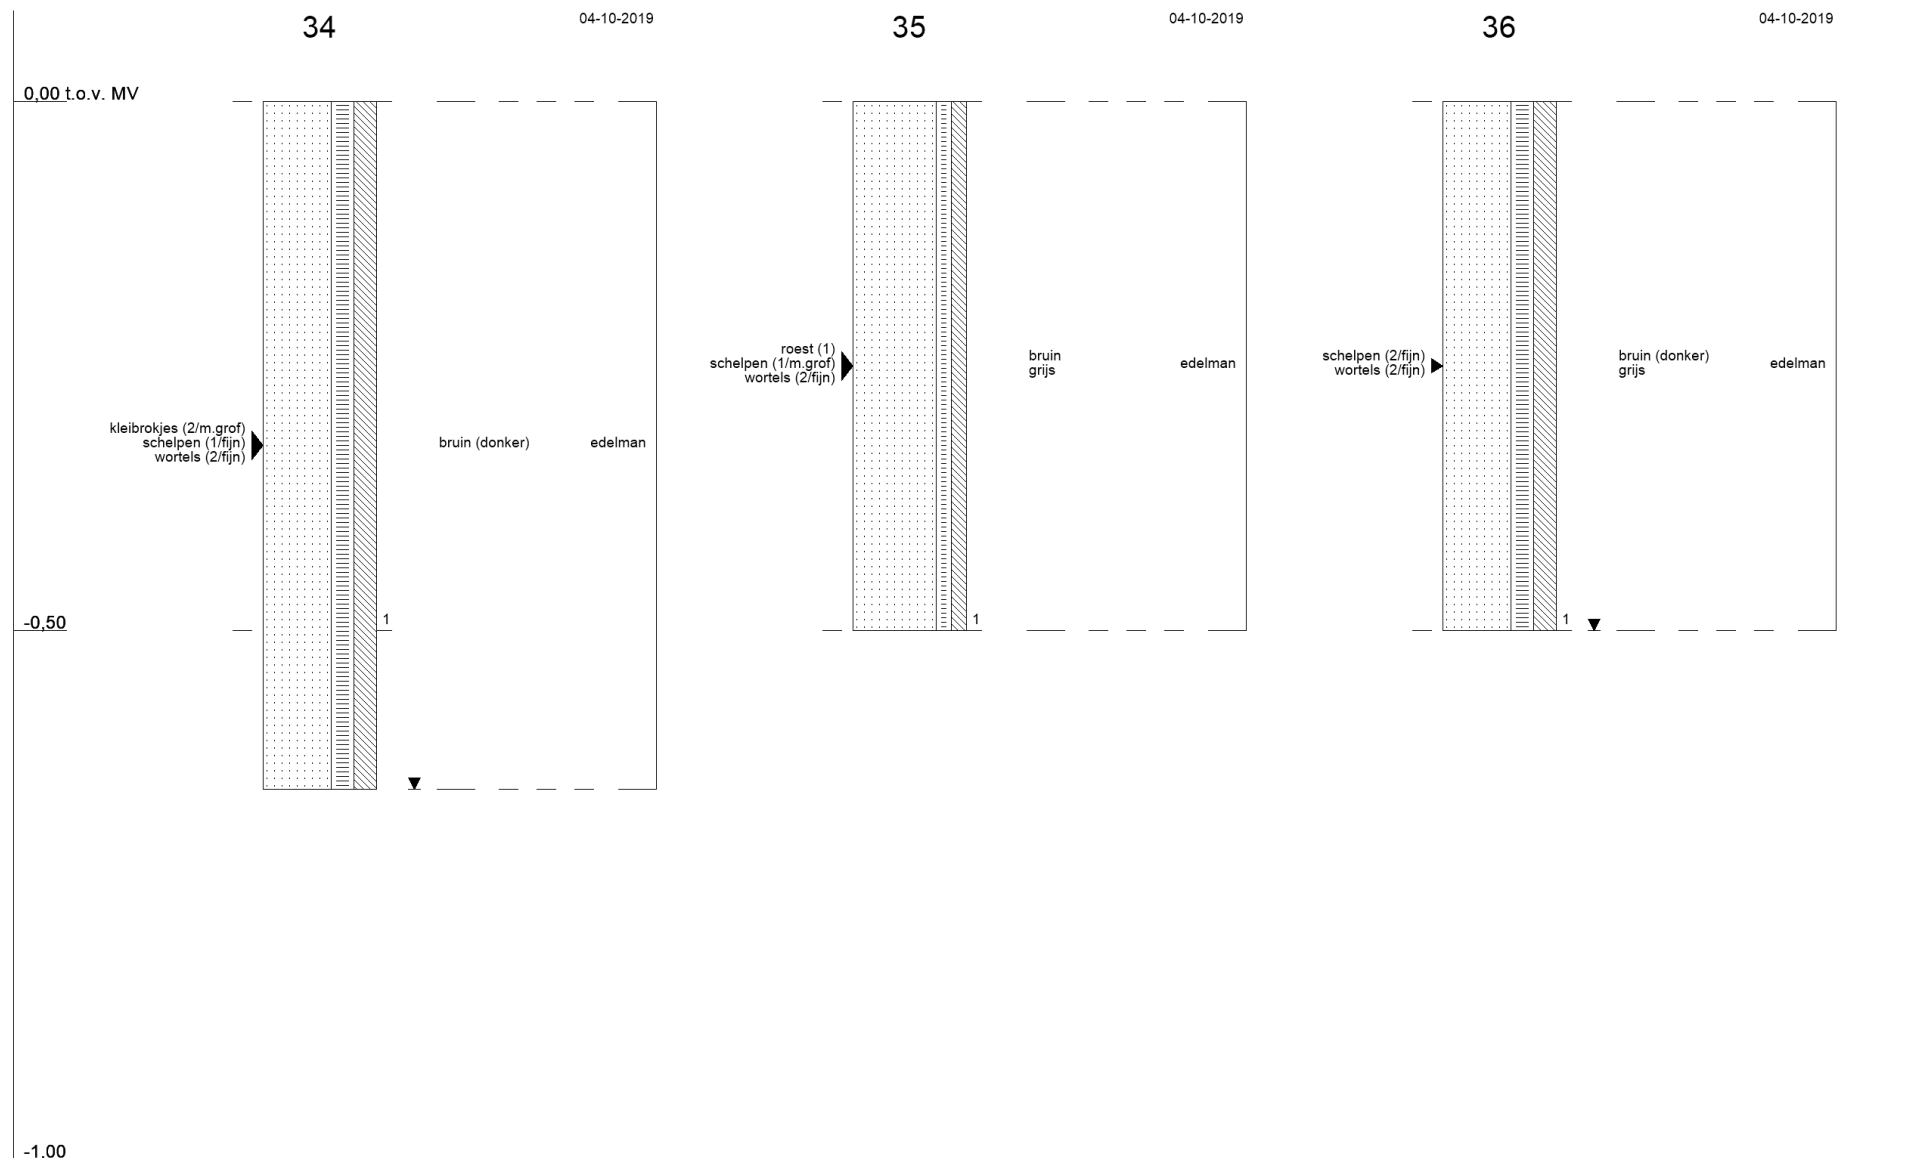 34
04-10-2019
35
04-10-2019
36
04-10-2019
0,00 t.o.v. MV
roest (1)
schelpen (1/m.grof)
wortels (2/fijn)
bruin
grijs
edelman
schelpen (2/fijn)
wortels (2/fijn)
bruin (donker)
grijs
edelman
kleibrokjes (2/m.grof)
schelpen (1/fijn)
wortels (2/fijn)
bruin (donker)
edelman
-0,50
1
1
1
-1,00